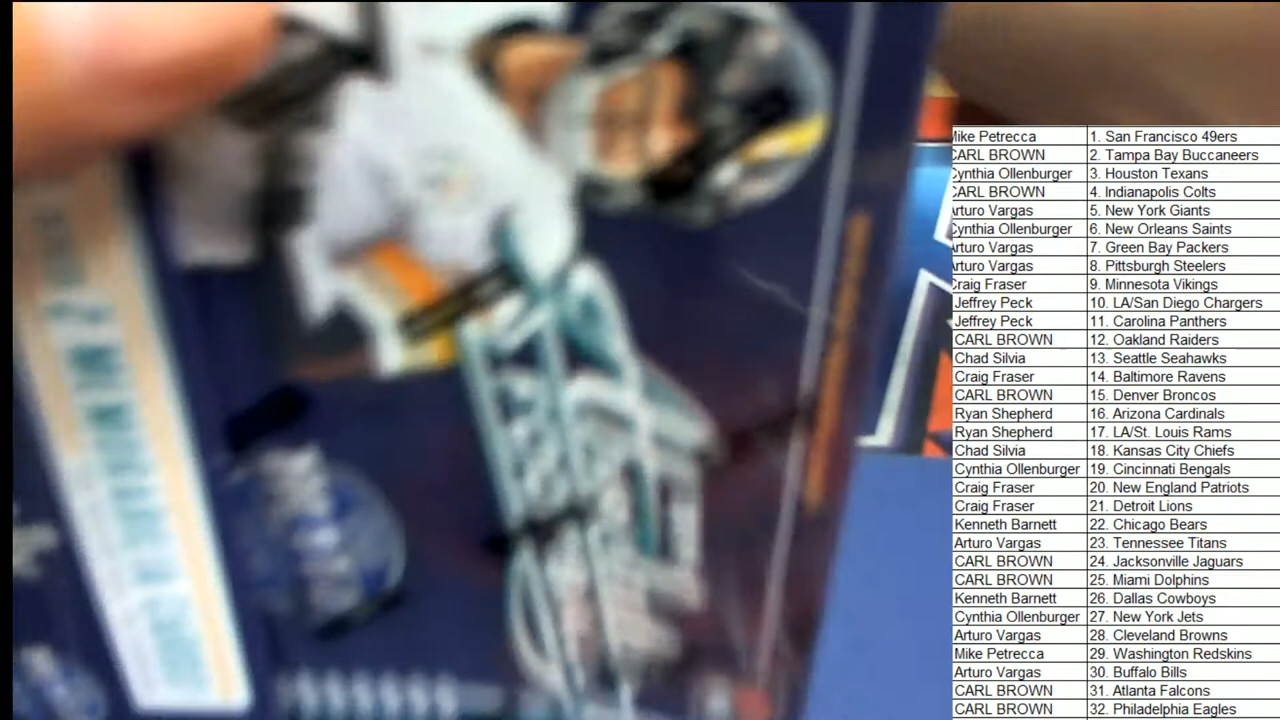 Mike Petrecca 1. San Francisco 49ers
CARL BROWN 2. Tampa Bay Buccaneers
Cynthia Ollenburger 3. Houston Texans
CARL BROWN 4. Indianapolis Colts
Arturo Vargas 5. New York Giants
Cynthia Ollenburger 6. New Orleans Saints
Arturo Vargas 7. Green Bay Packers
Arturo Vargas 8. Pittsburgh Steelers
Craig Fraser 9. Minnesota Vikings
Jeffrey Peck 10. LA/San Diego Chargers
Jeffrey Peck 11. Carolina Panthers
CARL BROWN 12. Oakland Raiders
Chad Silvia 13. Seattle Seahawks
Craig Fraser 14. Baltimore Ravens
CARL BROWN 15. Denver Broncos
Ryan Shepherd 16. Arizona Cardinals
Ryan Shepherd 17. LA/St. Louis Rams
Chad Silvia 18. Kansas City Chiefs
Cynthia Ollenburger 19. Cincinnati Bengals
Craig Fraser 20. New England Patriots
Craig Fraser 21. Detroit Lions
Kenneth Barnett 22. Chicago Bears
Arturo Vargas 23. Tennessee Titans
CARL BROWN 24. Jacksonville Jaguars
CARL BROWN 25. Miami Dolphins
Kenneth Barnett 26. Dallas Cowboys
Cynthia Ollenburger 27. New York Jets
Arturo Vargas 28. Cleveland Browns
Mike Petrecca 29. Washington Redskins
Arturo Vargas 30. Buffalo Bills
CARL BROWN 31. Atlanta Falcons
CARL BROWN 32. Philadelphia Eagles